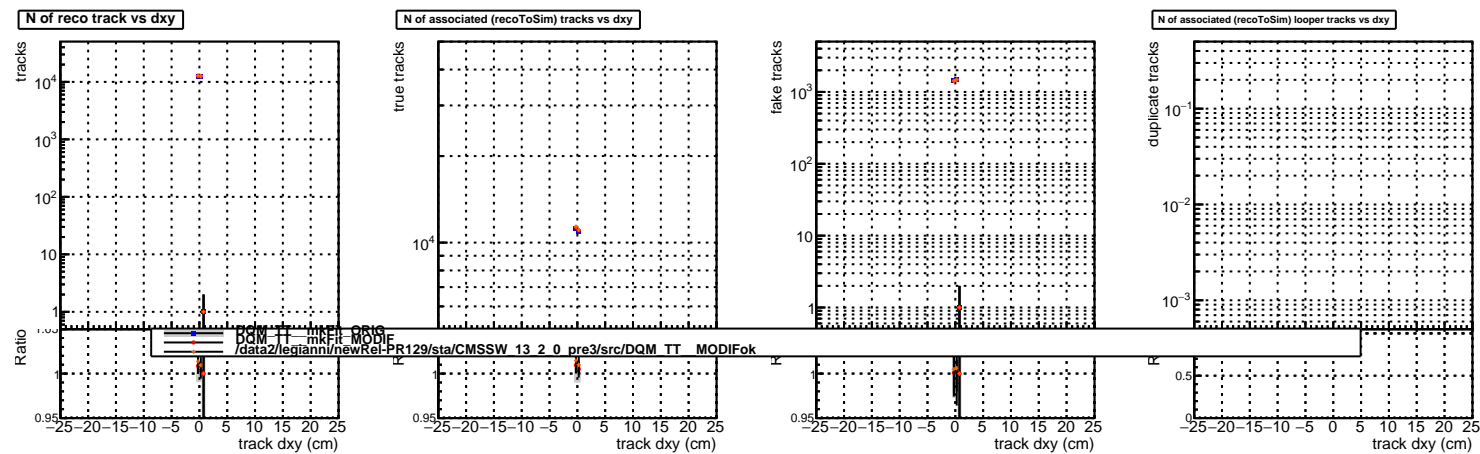 N of reco track vs dxy
N of associated (recoToSim) tracks vs dxy
N of associated (recoToSim) looper tracks vs dxy
tracks
10⁴
10³
10²
10
1
Ratio
1
0.95
−25 −20 −15 −10 −5 0 5 10 15 20 25
track dxy (cm)
true tracks
10⁴
1
0.95
−25 −20 −15 −10 −5 0 5 10 15 20 25
track dxy (cm)
fake tracks
10³
10²
10
1
1
0.95
−25 −20 −15 −10 −5 0 5 10 15 20 25
track dxy (cm)
duplicate tracks
10⁻¹
10⁻²
10⁻³
0.5
0
−25 −20 −15 −10 −5 0 5 10 15 20 25
track dxy (cm)
DQM_TT__mkFit_ORIG
DQM_TT__mkFit_MODIF
/data2/legianni/newRel-PR129/sta/CMSSW_13_2_0_pre3/src/DQM_TT__MODIFok